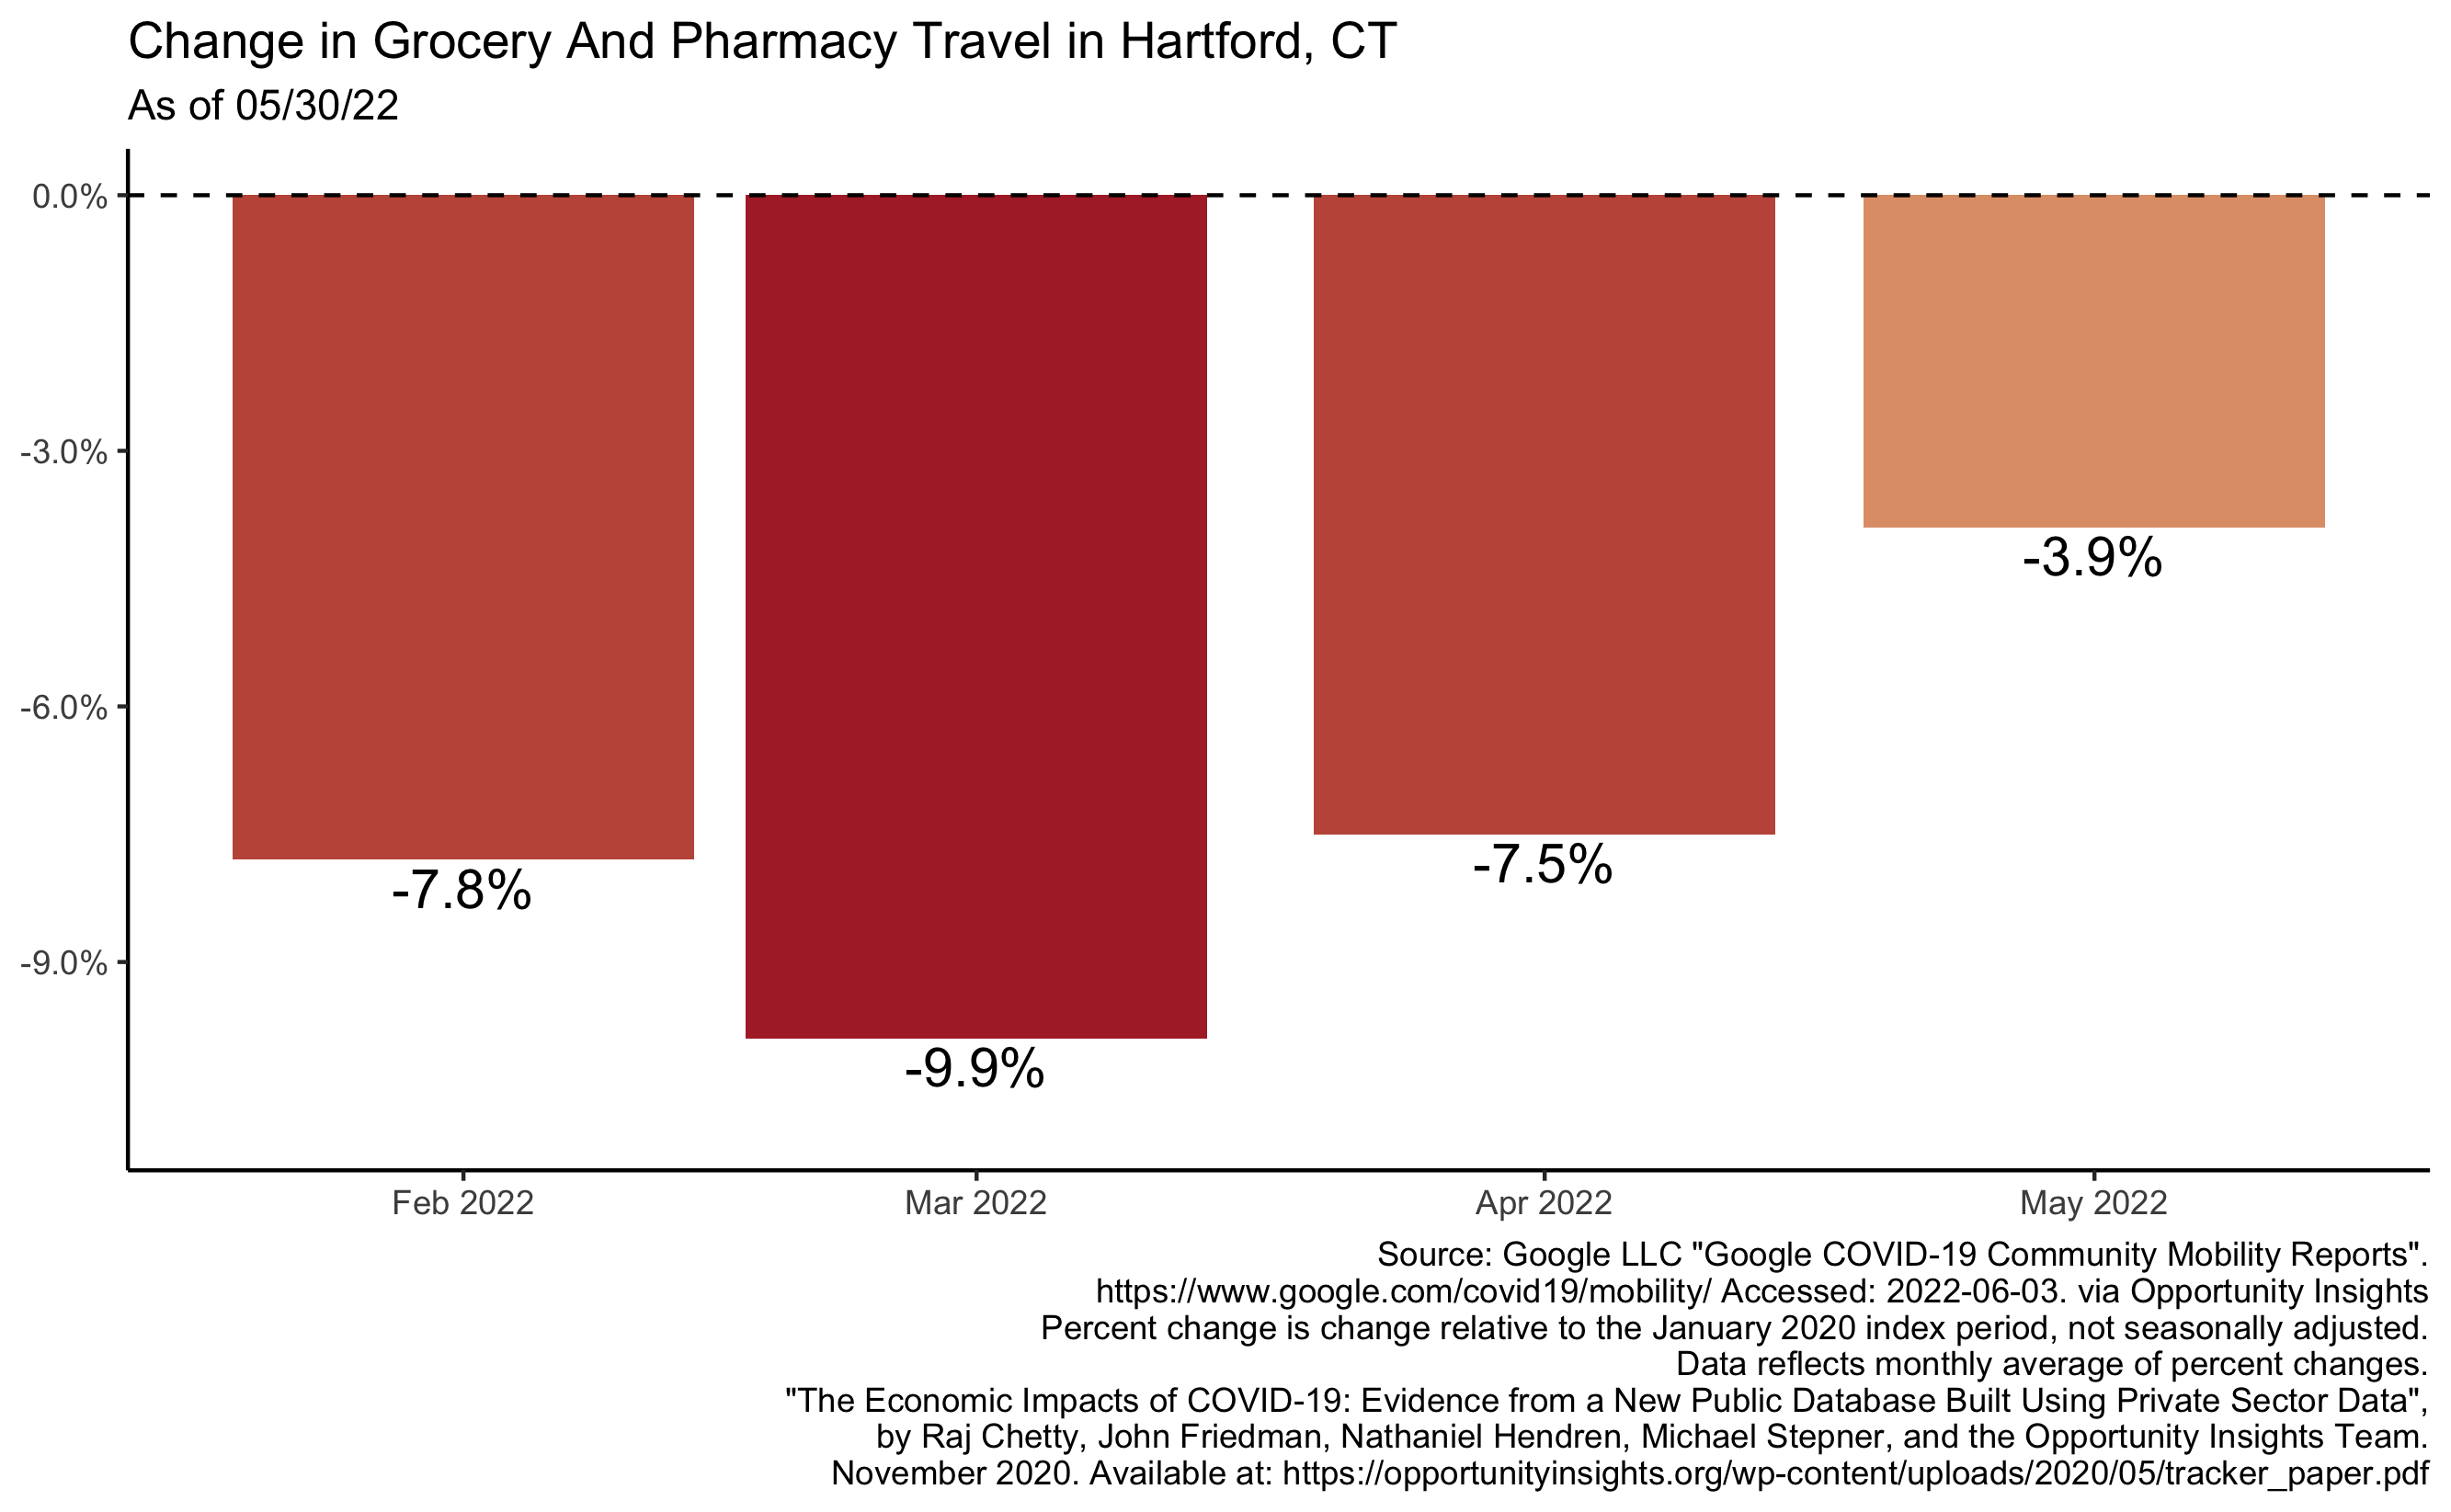 Change in Grocery And Pharmacy Travel in Hartford, CT
As of 05/30/22
0.0%
-3.0%
-6.0%
-9.0%
-7.8%
-9.9%
-7.5%
-3.9%
Feb 2022
Mar 2022
Apr 2022
May 2022
Source: Google LLC "Google COVID-19 Community Mobility Reports".
https://www.google.com/covid19/mobility/ Accessed: 2022-06-03. via Opportunity Insights
Percent change is change relative to the January 2020 index period, not seasonally adjusted.
Data reflects monthly average of percent changes.
"The Economic Impacts of COVID-19: Evidence from a New Public Database Built Using Private Sector Data",
by Raj Chetty, John Friedman, Nathaniel Hendren, Michael Stepner, and the Opportunity Insights Team.
November 2020. Available at: https://opportunityinsights.org/wp-content/uploads/2020/05/tracker_paper.pdf